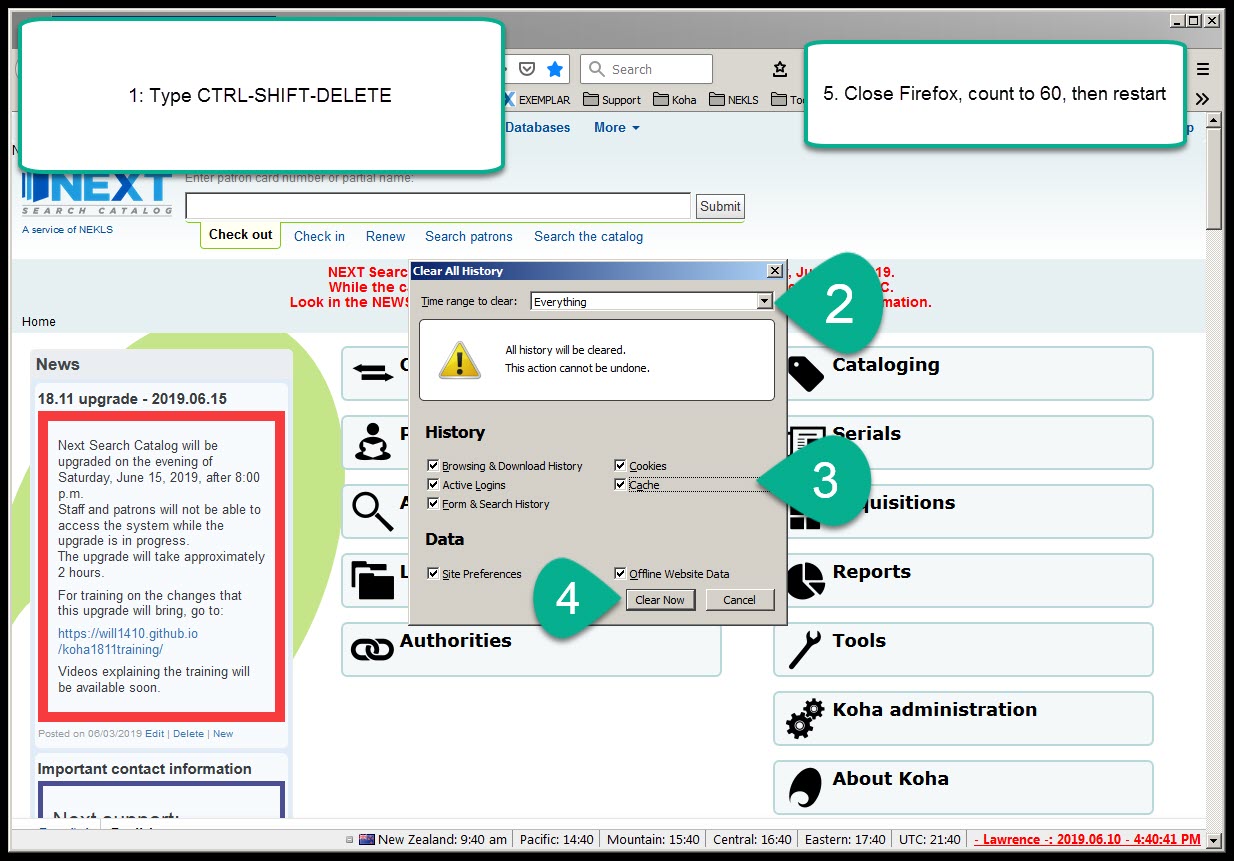 1: Type CTRL-SHIFT-DELETE
5. Close Firefox, count to 60, then restart
Search
EXEMPLAR
Support
Koha
NEKLS
Databases
More
NEXT
SEARCH CATALOG
A service of NEKLS
Enter patron card number or partial name:
Submit
Check out
Check in
Renew
Search patrons
Search the catalog
NEXT
19.
While the
Look in the NEWS
Home
Clear All History
Time range to clear:
Everything
2
All history will be cleared.
This action cannot be undone.
History
Browsing & Download History
Cookies
Active Logins
Cache
Form & Search History
3
Data
Site Preferences
Offline Website Data
4
Clear Now
Cancel
News
18.11 upgrade - 2019.06.15
Next Search Catalog will be
upgraded on the evening of
Saturday, June 15, 2019, after 8:00
p.m.
Staff and patrons will not be able to
access the system while the
upgrade is in progress.
The upgrade will take approximately
2 hours.
For training on the changes that
this upgrade will bring, go to:
https://will1410.github.io
/koha1811training/
Videos explaining the training will
be available soon.
Posted on 06/03/2019 Edit | Delete | New
Important contact information
Next support:
Authorities
Cataloging
Serials
Reports
Tools
Koha administration
About Koha
New Zealand: 9:40 am
Pacific: 14:40
Mountain: 15:40
Central: 16:40
Eastern: 17:40
UTC: 21:40
- Lawrence -: 2019.06.10 - 4:40:41 PM